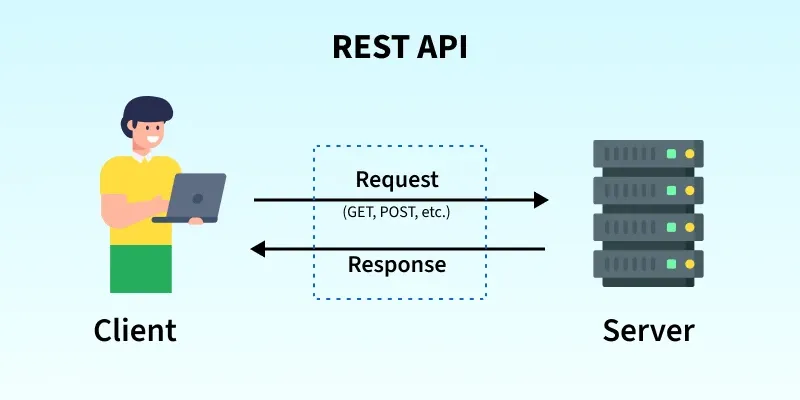 REST API
Request
(GET, POST, etc.)
Response
Client
Server